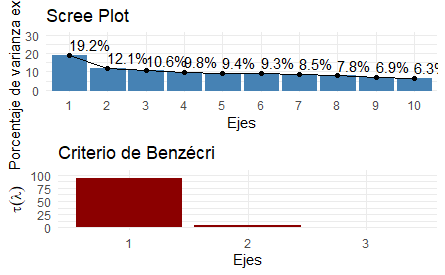 Scree Plot
Porcentaje de varianza ex
30
20
10
0
19.2%
12.1%
10.6%
9.8%
9.4%
9.3%
8.5%
7.8%
6.9%
6.3%
1 2 3 4 5 6 7 8 9 10
Ejes
Criterio de Benzécri
τ(λ)
100
75
50
25
0
1 2 3
Ejes